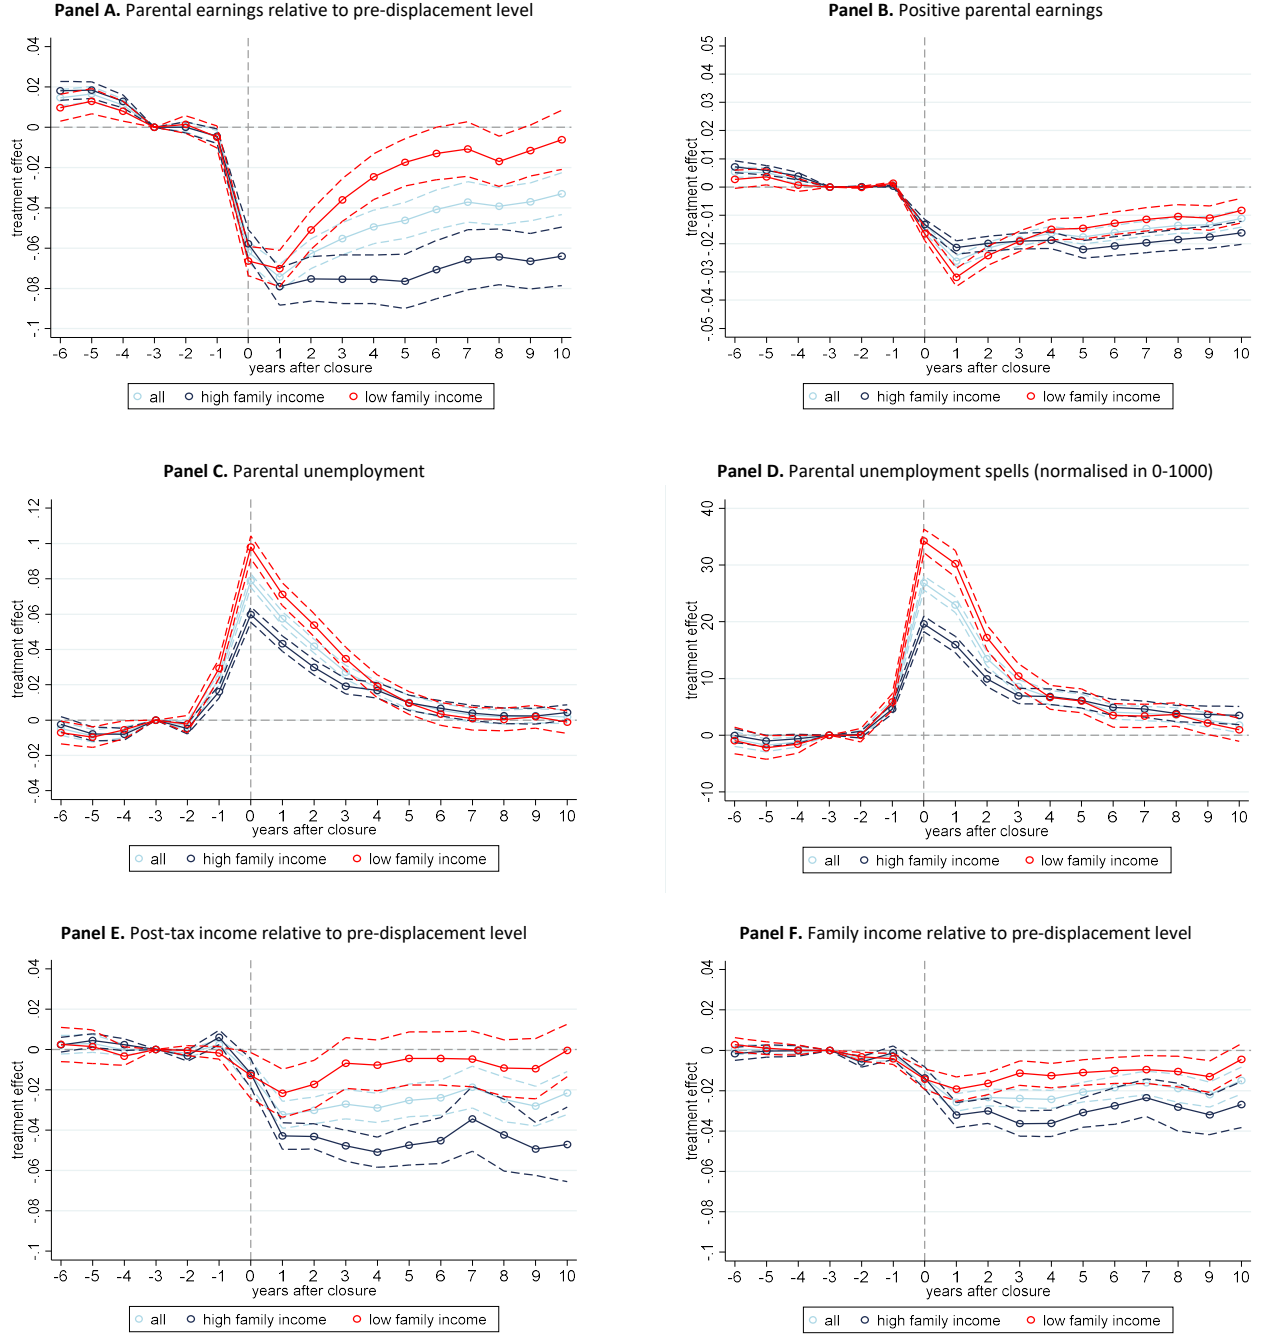 Panel A. Parental earnings relative to pre-displacement level
treatment effect
.04
.02
0
-.02
-.04
-.06
-.08
-.1
-6 -5 -4 -3 -2 -1 0 1 2 3 4 5 6 7 8 9 10
years after closure
all high family income low family income
Panel B. Positive parental earnings
treatment effect
.05
.04
.03
.02
.01
0
-.01
-.02
-.03
-.04
-.05
-6 -5 -4 -3 -2 -1 0 1 2 3 4 5 6 7 8 9 10
years after closure
all high family income low family income
Panel C. Parental unemployment
treatment effect
.12
.1
.08
.06
.04
.02
0
-.02
-.04
-6 -5 -4 -3 -2 -1 0 1 2 3 4 5 6 7 8 9 10
years after closure
all high family income low family income
Panel D. Parental unemployment spells (normalised in 0-1000)
treatment effect
40
30
20
10
0
-10
-6 -5 -4 -3 -2 -1 0 1 2 3 4 5 6 7 8 9 10
years after closure
all high family income low family income
Panel E. Post-tax income relative to pre-displacement level
treatment effect
.04
.02
0
-.02
-.04
-.06
-.08
-.1
-6 -5 -4 -3 -2 -1 0 1 2 3 4 5 6 7 8 9 10
years after closure
all high family income low family income
Panel F. Family income relative to pre-displacement level
treatment effect
.04
.02
0
-.02
-.04
-.06
-.08
-.1
-6 -5 -4 -3 -2 -1 0 1 2 3 4 5 6 7 8 9 10
years after closure
all high family income low family income